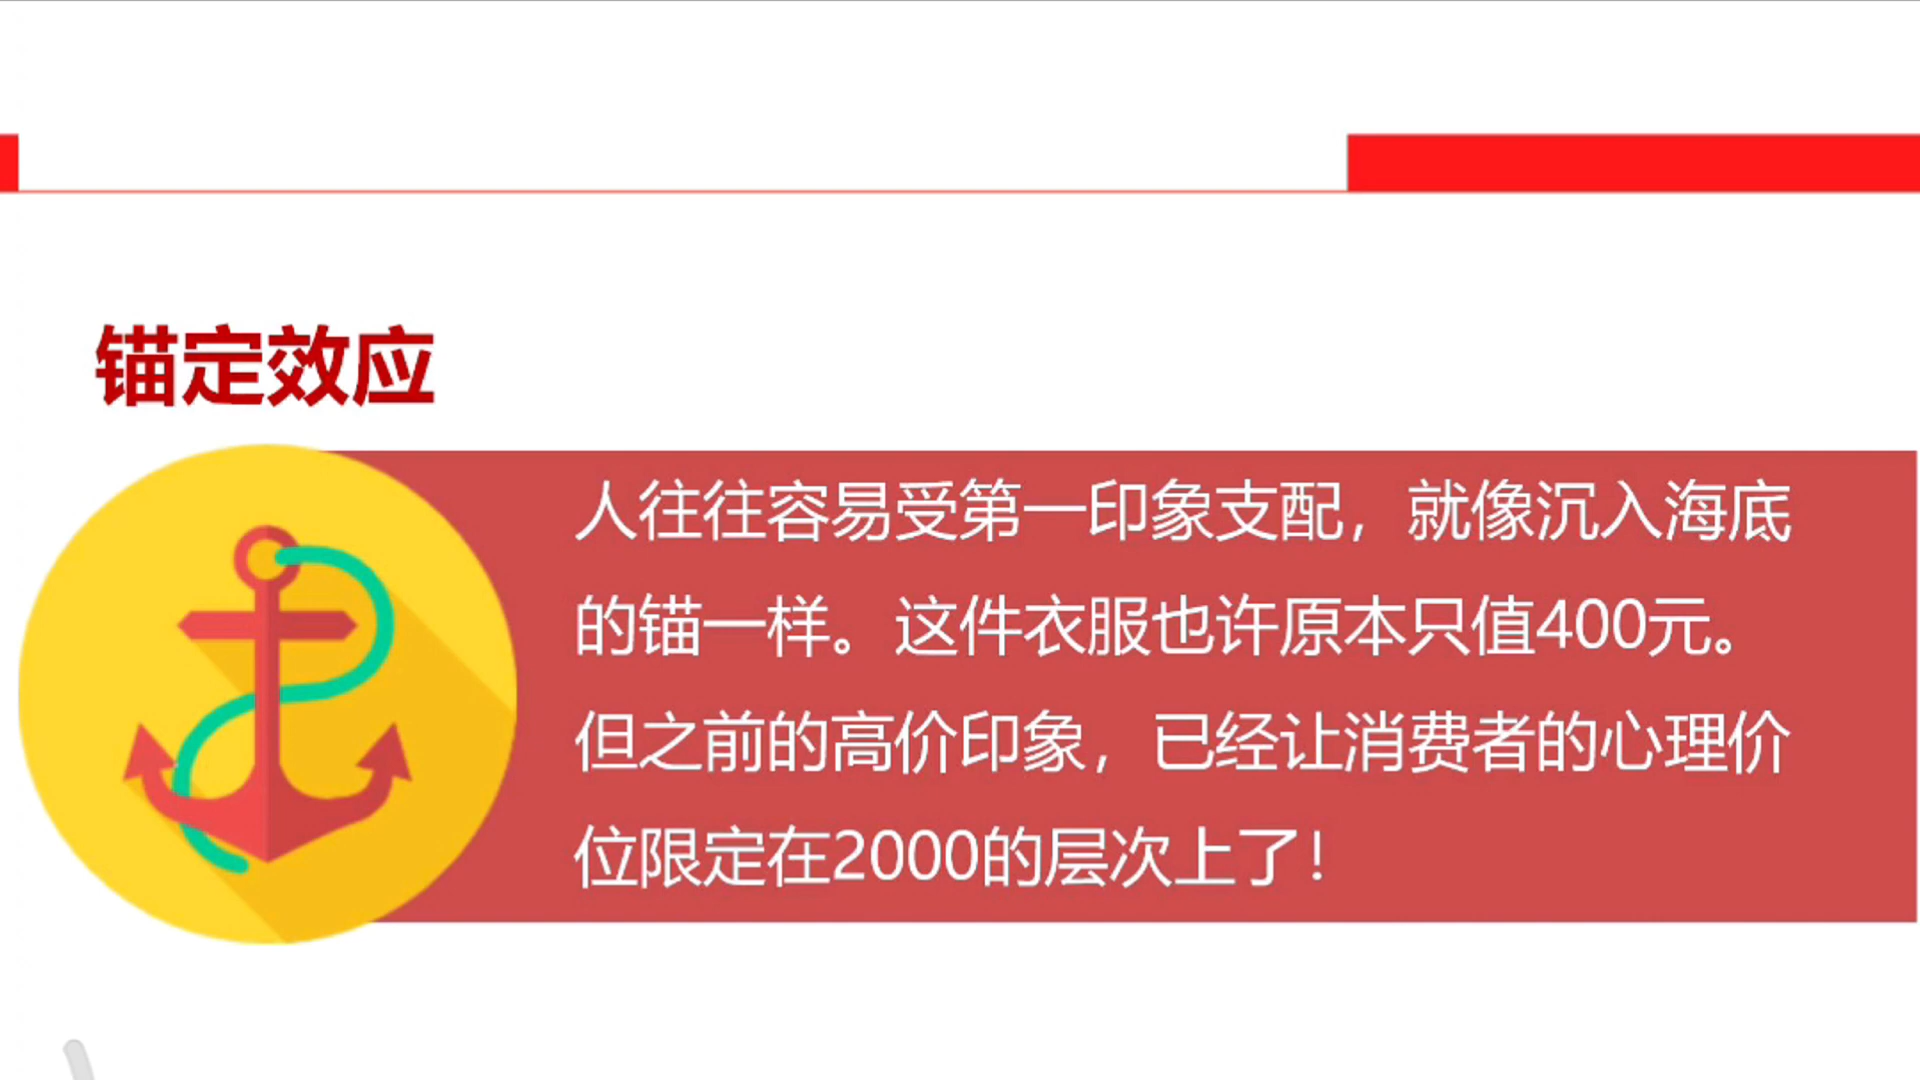 锚定效应
人往往容易受第一印象支配，就像沉入海底
的锚一样。这件衣服也许原本只值400元。
但之前的高价印象，已经让消费者的心理价
位限定在2000的层次上了！